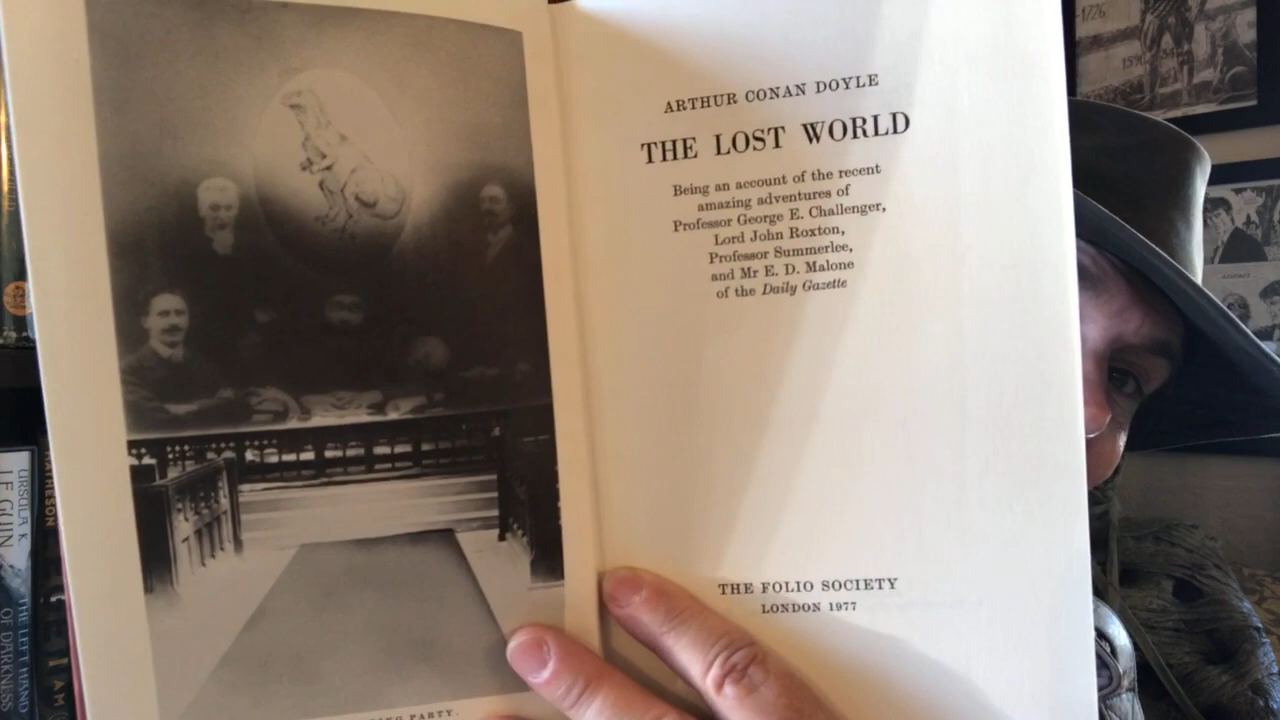 ARTHUR CONAN DOYLE
THE LOST WORLD
Being an account of the recent
amazing adventures of
Professor George E. Challenger,
Lord John Roxton,
Professor Summerlee,
and Mr E. D. Malone
of the Daily Gazette
THE FOLIO SOCIETY
LONDON 1977
PARTY.
URSULA K.
LE GUIN
THE LEFT HAND
OF DARKNESS
MATHESON
I AM
-1726